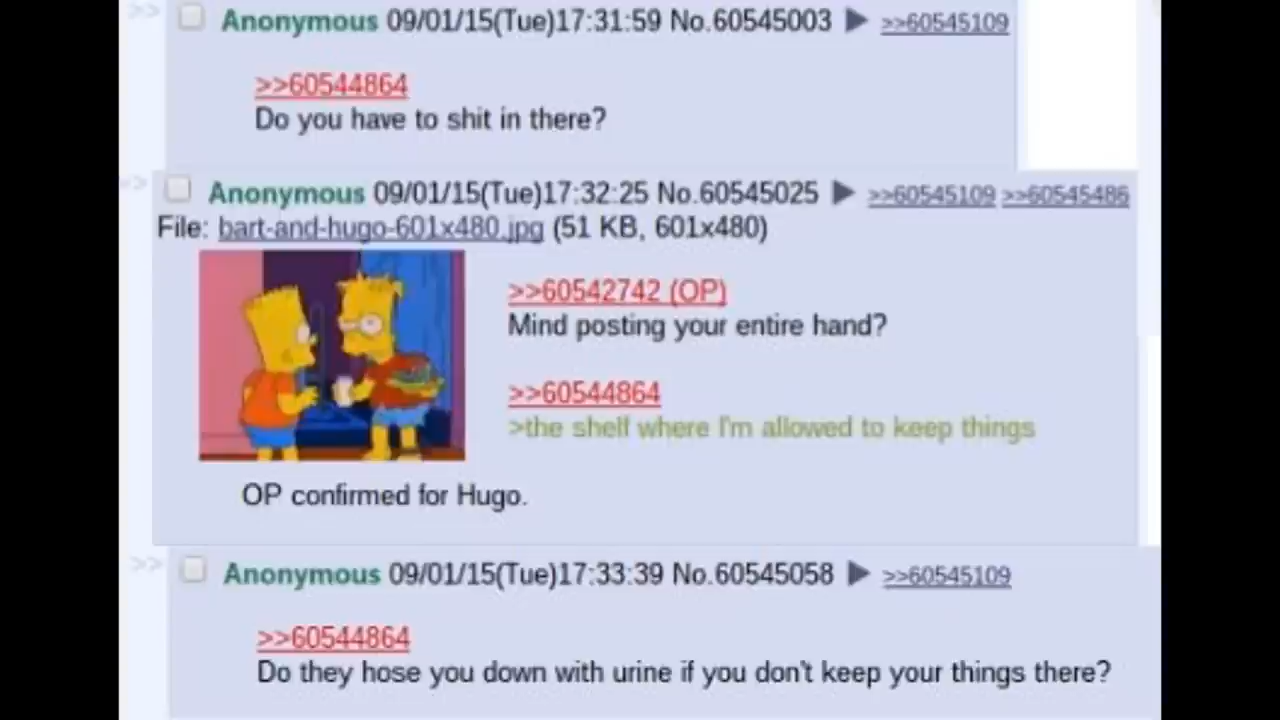 >> Anonymous 09/01/15(Tue)17:31:59 No.60545003 ▶ >>60545109
>>60544864
Do you have to shit in there?
>> Anonymous 09/01/15(Tue)17:32:25 No.60545025 ▶ >>60545109 >>60545486
File: bart-and-hugo-601x480.jpg (51 KB, 601x480)
>>60542742 (OP)
Mind posting your entire hand?
>>60544864
>the shelf where I'm allowed to keep things
OP confirmed for Hugo.
>> Anonymous 09/01/15(Tue)17:33:39 No.60545058 ▶ >>60545109
>>60544864
Do they hose you down with urine if you don't keep your things there?